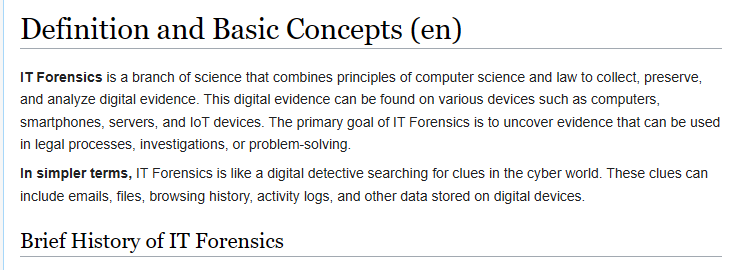 Definition and Basic Concepts (en)
IT Forensics is a branch of science that combines principles of computer science and law to collect, preserve,
and analyze digital evidence. This digital evidence can be found on various devices such as computers,
smartphones, servers, and IoT devices. The primary goal of IT Forensics is to uncover evidence that can be used
in legal processes, investigations, or problem-solving.
In simpler terms, IT Forensics is like a digital detective searching for clues in the cyber world. These clues can
include emails, files, browsing history, activity logs, and other data stored on digital devices.
Brief History of IT Forensics